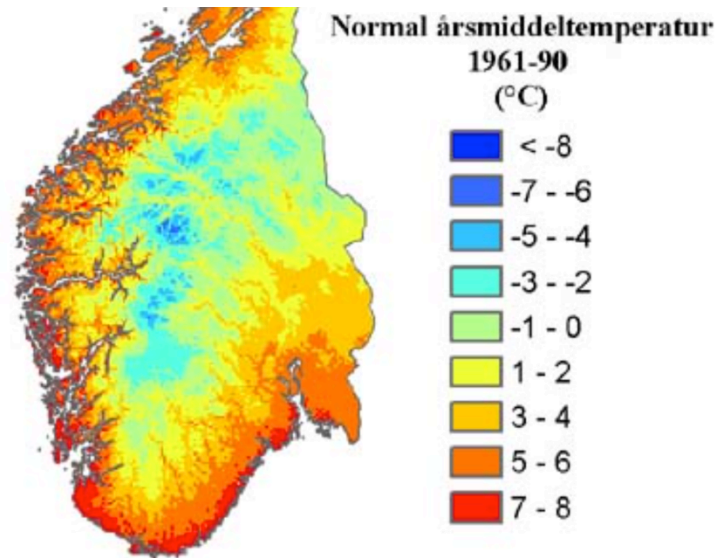 Normal årsmiddeltemperatur
1961-90
(°C)
< -8
-7 - -6
-5 - -4
-3 - -2
-1 - 0
1 - 2
3 - 4
5 - 6
7 - 8